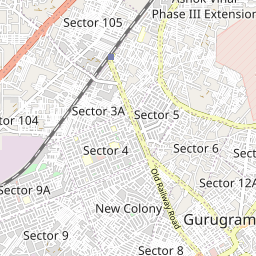 Ashok Vihar
Phase III Extension
Sector 105
Sector 3A
Sector 5
Sector 104
Sector 4
Sector 6
Old Railway Road
Sector 9A
Sector 12A
New Colony
Gurugram
Sector 9
Sector 8